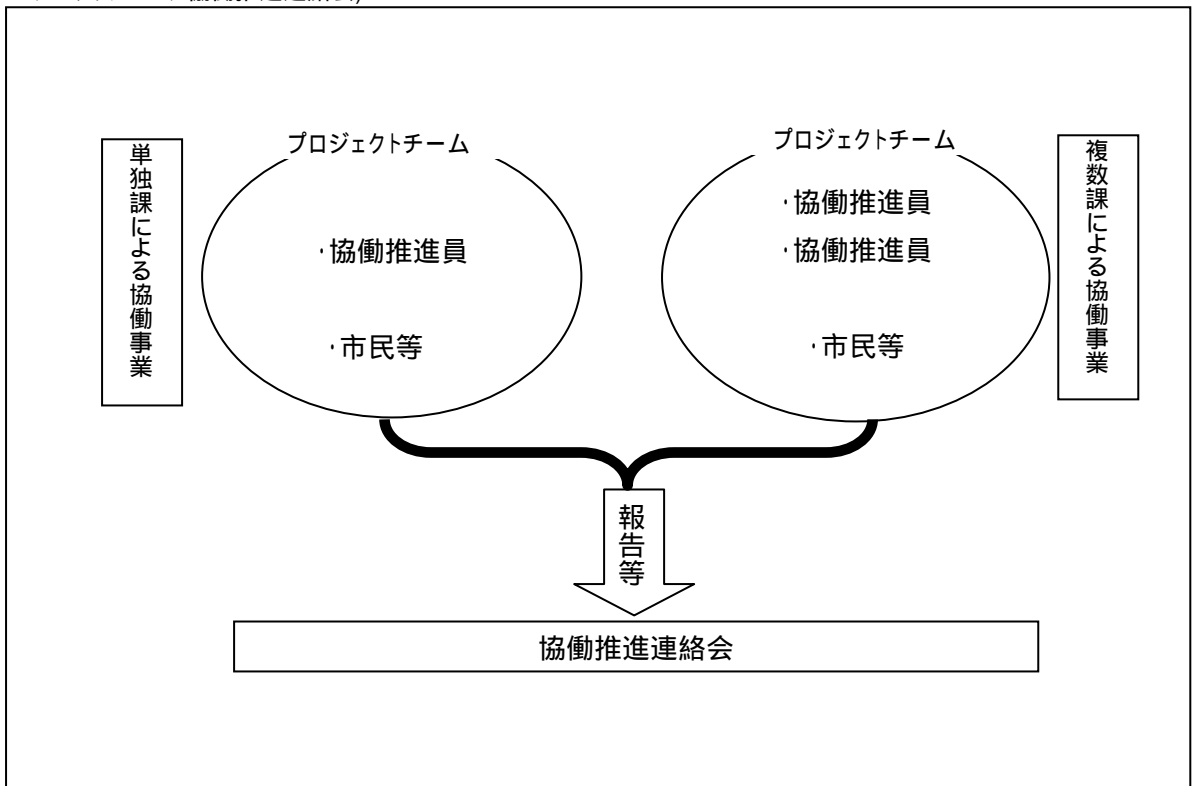 単独課による協働事業
プロジェクトチーム
・協働推進員
・市民等
プロジェクトチーム
・協働推進員
・協働推進員
・市民等
複数課による協働事業
報告等
協働推進連絡会